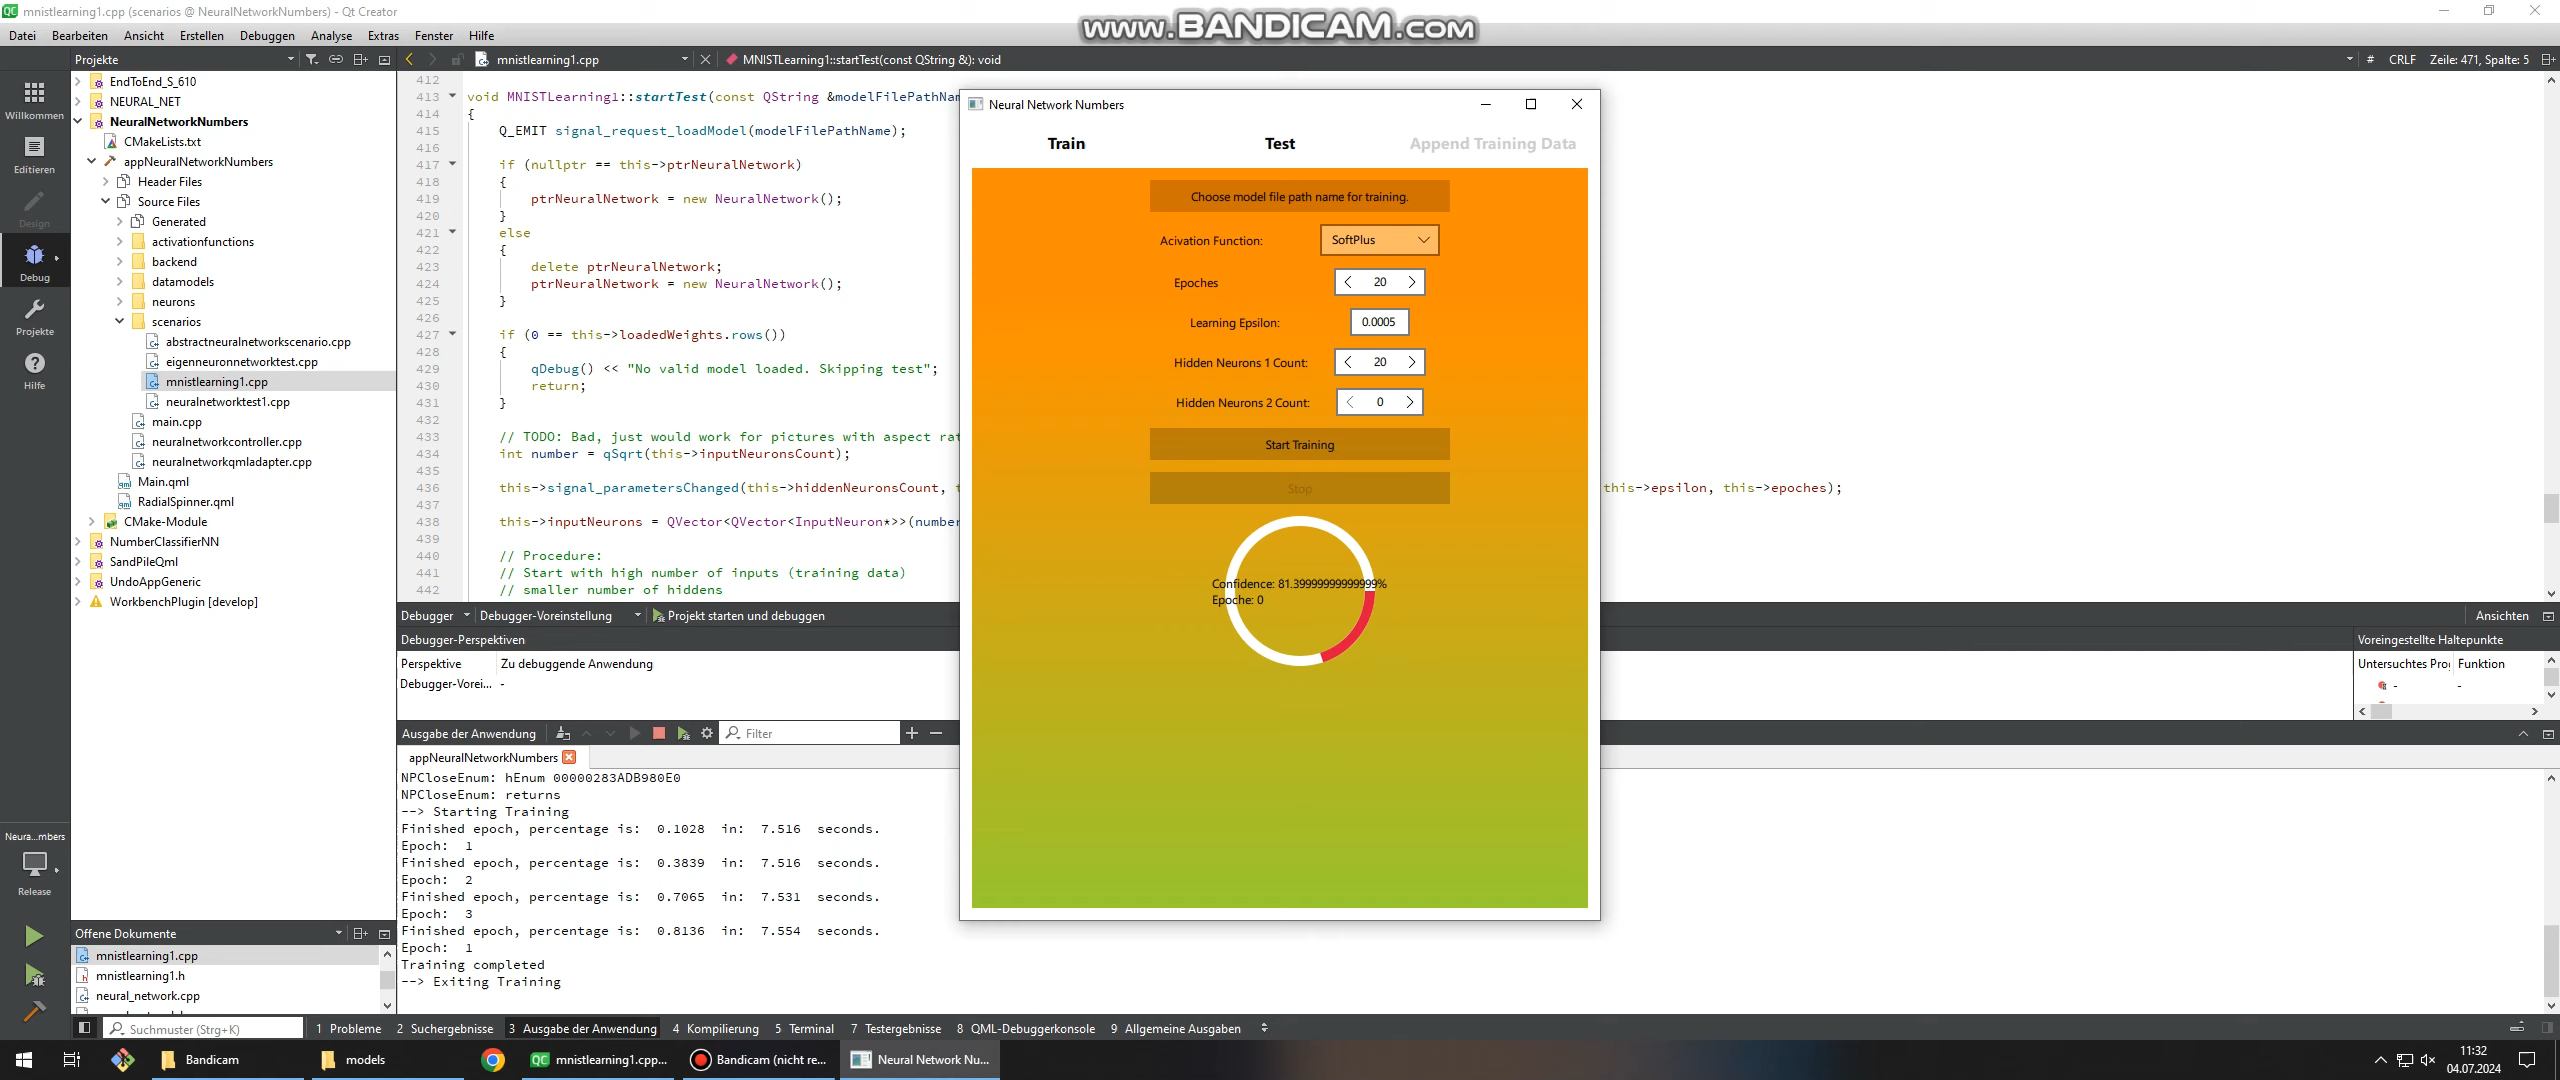 mnistlearning1.cpp (scenarios @ NeuralNetworkNumbers) - Qt Creator
www.BANDICAM.com
Datei Bearbeiten Ansicht Erstellen Debuggen Analyse Extras Fenster Hilfe
Projekte
mnistlearning1.cpp
MNISTLearning1::startTest(const QString &): void
# CRLF Zeile: 471, Spalte: 5
Willkommen
Editieren
Design
Debug
Projekte
Hilfe
Neura...mbers
Release
EndToEnd_S_610
NEURAL_NET
NeuralNetworkNumbers
CMakeLists.txt
appNeuralNetworkNumbers
Header Files
Source Files
Generated
activationfunctions
backend
datamodels
neurons
scenarios
abstractneuralnetworkscenario.cpp
eigenneuronnetworktest.cpp
mnistlearning1.cpp
neuralnetworktest1.cpp
main.cpp
neuralnetworkcontroller.cpp
neuralnetworkqmladapter.cpp
Main.qml
RadialSpinner.qml
CMake-Module
NumberClassifierNN
SandPileQml
UndoAppGeneric
WorkbenchPlugin [develop]
Offene Dokumente
mnistlearning1.cpp
mnistlearning1.h
neural_network.cpp
412
413 void MNISTLearning1::startTest(const QString &modelFilePathNam
414 {
415 Q_EMIT signal_request_loadModel(modelFilePathName);
416
417 if (nullptr == this->ptrNeuralNetwork)
418 {
419 ptrNeuralNetwork = new NeuralNetwork();
420 }
421 else
422 {
423 delete ptrNeuralNetwork;
424 ptrNeuralNetwork = new NeuralNetwork();
425 }
426
427 if (0 == this->loadedWeights.rows())
428 {
429 qDebug() << "No valid model loaded. Skipping test";
430 return;
431 }
432
433 // TODO: Bad, just would work for pictures with aspect rat
434 int number = qSqrt(this->inputNeuronsCount);
435
436 this->signal_parametersChanged(this->hiddenNeuronsCount, t this->epsilon, this->epoches);
437
438 this->inputNeurons = QVector<QVector<InputNeuron*>>(number
439
440 // Procedure:
441 // Start with high number of inputs (training data)
442 // smaller number of hiddens
Neural Network Numbers
Train Test Append Training Data
Choose model file path name for training.
Acivation Function: SoftPlus
Epoches 20
Learning Epsilon: 0.0005
Hidden Neurons 1 Count: 20
Hidden Neurons 2 Count: 0
Start Training
Stop
Confidence: 81.39999999999999%
Epoche: 0
Debugger Debugger-Voreinstellung Projekt starten und debuggen Ansichten
Debugger-Perspektiven
Voreingestellte Haltepunkte
Perspektive Zu debuggende Anwendung
Debugger-Vorei... -
Untersuchtes Pro Funktion
- -
Ausgabe der Anwendung Filter
appNeuralNetworkNumbers
NPCloseEnum: hEnum 00000283ADB980E0
NPCloseEnum: returns
--> Starting Training
Finished epoch, percentage is: 0.1028 in: 7.516 seconds.
Epoch: 1
Finished epoch, percentage is: 0.3839 in: 7.516 seconds.
Epoch: 2
Finished epoch, percentage is: 0.7065 in: 7.531 seconds.
Epoch: 3
Finished epoch, percentage is: 0.8136 in: 7.554 seconds.
Epoch: 1
Training completed
--> Exiting Training
Suchmuster (Strg+K) 1 Probleme 2 Suchergebnisse 3 Ausgabe der Anwendung 4 Kompilierung 5 Terminal 7 Testergebnisse 8 QML-Debuggerkonsole 9 Allgemeine Ausgaben
Bandicam models mnistlearning1.cpp... Bandicam (nicht re... Neural Network Nu...
11:32
04.07.2024